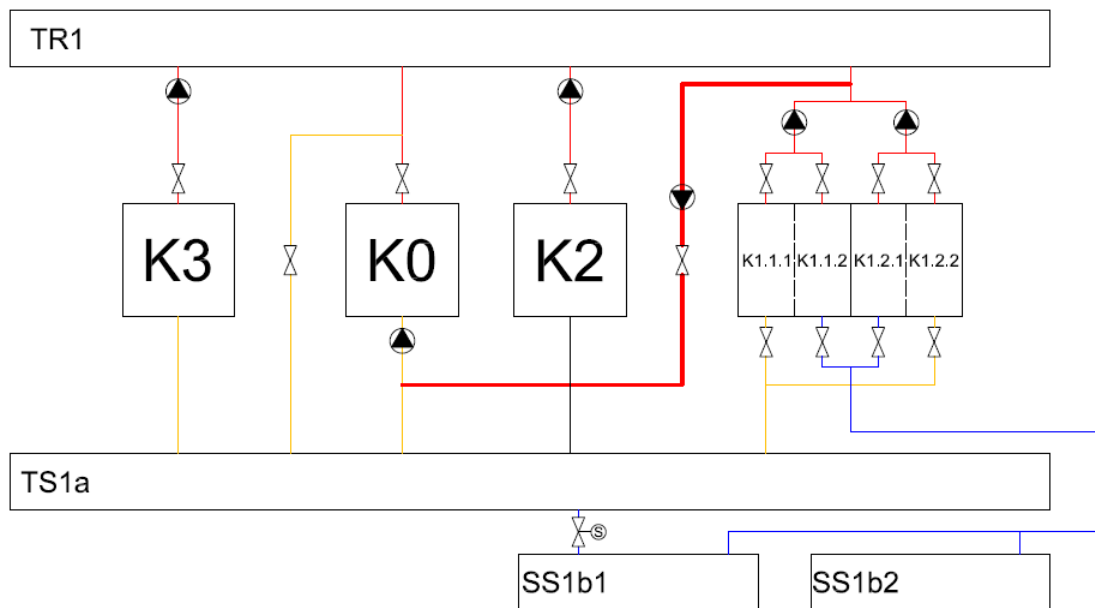 TR1
K3
K0
K2
K1.1.1
K1.1.2
K1.2.1
K1.2.2
TS1a
S
SS1b1
SS1b2